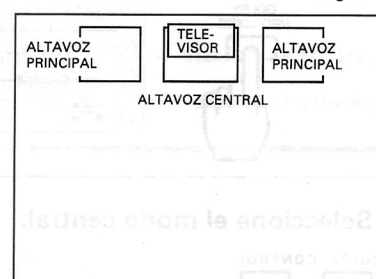 TELE-
VISOR
ALTAVOZ
PRINCIPAL
ALTAVOZ
PRINCIPAL
ALTAVOZ CENTRAL
Seleccione el modo central.